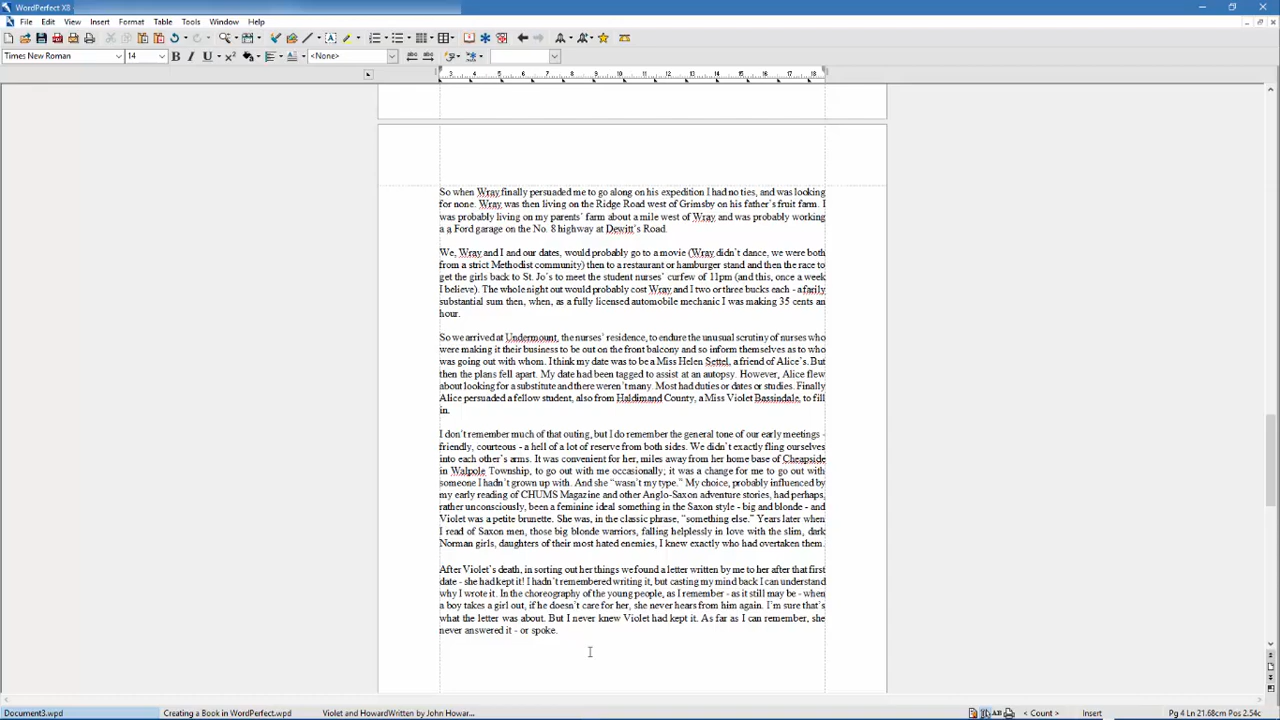 WordPerfect X8
File Edit View Insert Format Table Tools Window Help
Times New Roman 14 <None>
3 4 5 6 7 8 9 10 11 12 13 14 15 16 17 18
So when Wray finally persuaded me to go along on his expedition I had no ties, and was looking
for none. Wray was then living on the Ridge Road west of Grimsby on his father's fruit farm. I
was probably living on my parents' farm about a mile west of Wray and was probably working
a a Ford garage on the No. 8 highway at Dewitt's Road.
We, Wray and I and our dates, would probably go to a movie (Wray didn't dance, we were both
from a strict Methodist community) then to a restaurant or hamburger stand and then the race to
get the girls back to St. Jo's to meet the student nurses' curfew of 11pm (and this, once a week
I believe). The whole night out would probably cost Wray and I two or three bucks each - a farily
substantial sum then, when, as a fully licensed automobile mechanic I was making 35 cents an
hour.
So we arrived at Undermount, the nurses' residence, to endure the unusual scrutiny of nurses who
were making it their business to be out on the front balcony and so inform themselves as to who
was going out with whom. I think my date was to be a Miss Helen Settel, a friend of Alice's. But
then the plans fell apart. My date had been tagged to assist at an autopsy. However, Alice flew
about looking for a substitute and there weren't many. Most had duties or dates or studies. Finally
Alice persuaded a fellow student, also from Haldimand County, a Miss Violet Bassindale, to fill
in.
I don't remember much of that outing, but I do remember the general tone of our early meetings -
friendly, courteous - a hell of a lot of reserve from both sides. We didn't exactly fling ourselves
into each other's arms. It was convenient for her, miles away from her home base of Cheapside
in Walpole Township, to go out with me occasionally; it was a change for me to go out with
someone I hadn't grown up with. And she "wasn't my type." My choice, probably influenced by
my early reading of CHUMS Magazine and other Anglo-Saxon adventure stories, had perhaps,
rather unconsciously, been a feminine ideal something in the Saxon style - big and blonde - and
Violet was a petite brunette. She was, in the classic phrase, "something else." Years later when
I read of Saxon men, those big blonde warriors, falling helplessly in love with the slim, dark
Norman girls, daughters of their most hated enemies, I knew exactly who had overtaken them.
After Violet's death, in sorting out her things we found a letter written by me to her after that first
date - she had kept it! I hadn't remembered writing it, but casting my mind back I can understand
why I wrote it. In the choreography of the young people, as I remember - as it still may be - when
a boy takes a girl out, if he doesn't care for her, she never hears from him again. I'm sure that's
what the letter was about. But I never knew Violet had kept it. As far as I can remember, she
never answered it - or spoke.
Document3.wpd Creating a Book in WordPerfect.wpd Violet and HowardWritten by John Howar... AB < Count > Insert Pg 4 Ln 21.68cm Pos 2.54cm